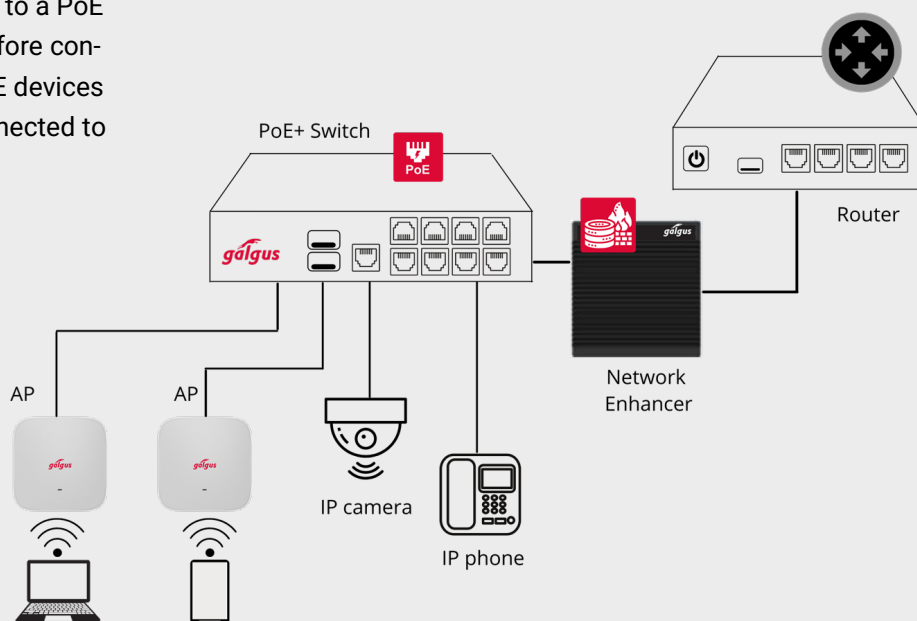 to a PoE
fore con-
E devices
nected to
PoE+ Switch
PoE
galgus
galgus
Router
Network
Enhancer
AP
AP
galgus
galgus
IP camera
IP phone